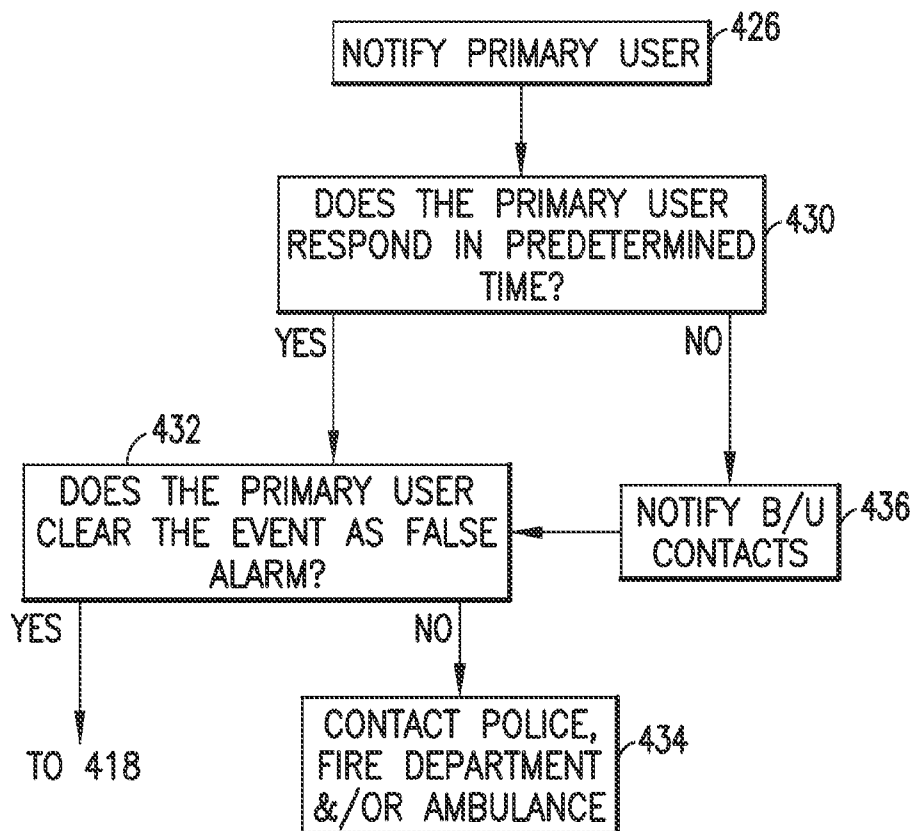 426
NOTIFY PRIMARY USER
DOES THE PRIMARY USER
RESPOND IN PREDETERMINED
TIME?
430
YES
NO
432
DOES THE PRIMARY USER
CLEAR THE EVENT AS FALSE
ALARM?
NOTIFY B/U
CONTACTS
436
YES
NO
TO 418
CONTACT POLICE,
FIRE DEPARTMENT
&/OR AMBULANCE
434